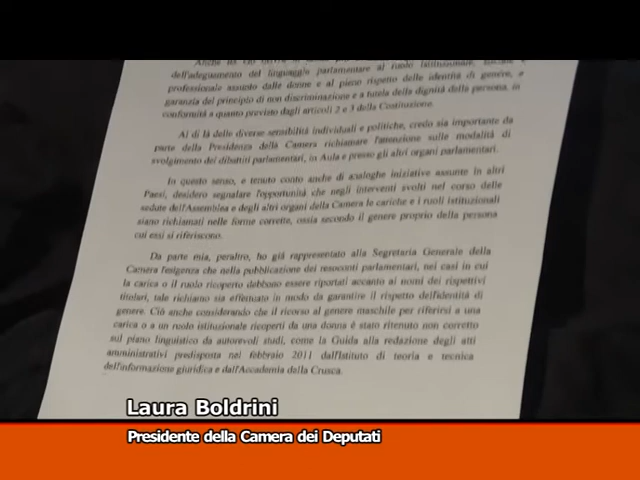 dell'adeguamento del linguaggio parlamentare al ruolo istituzionale, sociale e
professionale assunto dalle donne e al pieno rispetto delle identità di genere, a
garanzia del principio di non discriminazione e a tutela della dignità della persona, in
conformità a quanto previsto dagli articoli 2 e 3 della Costituzione.
Al di là delle diverse sensibilità individuali e politiche, credo sia importante da
parte della Presidenza della Camera richiamare l'attenzione sulle modalità di
svolgimento dei dibattiti parlamentari, in Aula e presso gli altri organi parlamentari.
In questo senso, e tenuto conto anche di analoghe iniziative assunte in altri
Paesi, desidero segnalare l'opportunità che negli interventi svolti nel corso delle
sedute dell'Assemblea e degli altri organi della Camera le cariche e i ruoli istituzionali
siano richiamati nelle forme corrette, ossia secondo il genere proprio della persona
cui essi si riferiscono.
Da parte mia, peraltro, ho già rappresentato alla Segretaria Generale della
Camera l'esigenza che nella pubblicazione dei resoconti parlamentari, nei casi in cui
la carica o il ruolo ricoperto debbono essere riportati accanto ai nomi dei rispettivi
titolari, tale richiamo sia effettuato in modo da garantire il rispetto dell'identità di
genere. Ciò anche considerando che il ricorso al genere maschile per riferirsi a una
carica o a un ruolo istituzionale ricoperti da una donna è stato ritenuto non corretto
sul piano linguistico da autorevoli studi, come la Guida alla redazione degli atti
amministrativi predisposta nel febbraio 2011 dall'Istituto di teoria e tecnica
dell'informazione giuridica e dall'Accademia della Crusca.
Laura Boldrini
Presidente della Camera dei Deputati